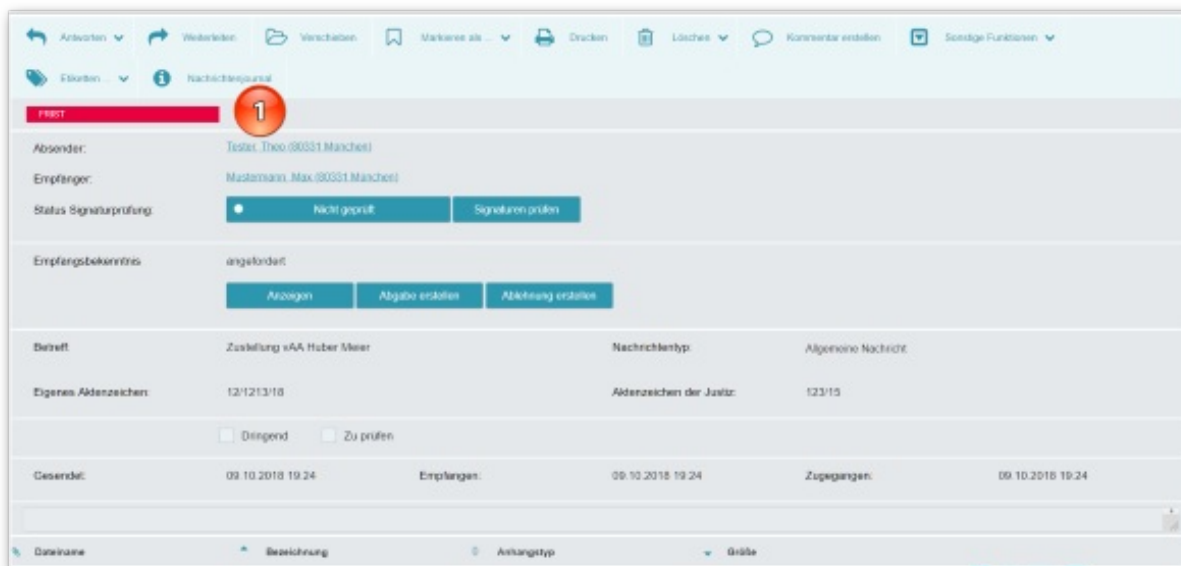 Antworten Weiterleiten Verschieben Markieren als ... Drucken Löschen Kommentar erstellen Sonstige Funktionen
Etiketten ... Nachrichtenjournal
FRIST 1
Absender: Tester, Theo (80331 München)
Empfänger: Mustermann, Max (80331 München)
Status Signaturprüfung: Nicht geprüft Signaturen prüfen
Empfangsbekenntnis angefordert
Anzeigen Abgabe erstellen Ablehnung erstellen
Betreff: Zustellung vAA Huber Meier Nachrichtentyp: Allgemeine Nachricht
Eigenes Aktenzeichen: 12/1213/18 Aktenzeichen der Justiz: 123/15
Dringend Zu prüfen
Gesendet: 09.10.2018 19:24 Empfangen: 09.10.2018 19:24 Zugegangen: 09.10.2018 19:24
Dateiname Bezeichnung Anhangstyp Größe